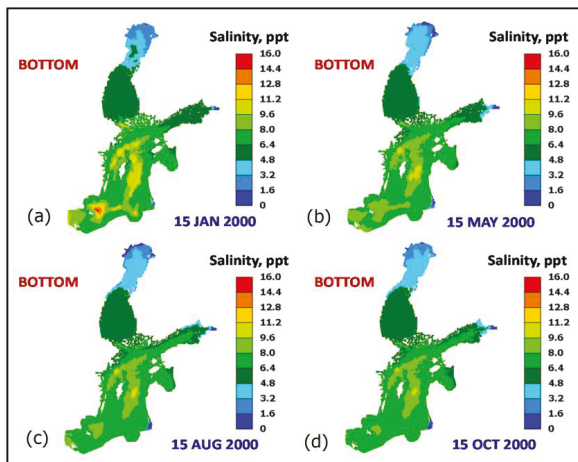 Salinity, ppt
BOTTOM
16.0
14.4
12.8
11.2
9.6
8.0
6.4
4.8
3.2
1.6
0
(a)
15 JAN 2000
Salinity, ppt
BOTTOM
16.0
14.4
12.8
11.2
9.6
8.0
6.4
4.8
3.2
1.6
0
(b)
15 MAY 2000
Salinity, ppt
BOTTOM
16.0
14.4
12.8
11.2
9.6
8.0
6.4
4.8
3.2
1.6
0
(c)
15 AUG 2000
Salinity, ppt
BOTTOM
16.0
14.4
12.8
11.2
9.6
8.0
6.4
4.8
3.2
1.6
0
(d)
15 OCT 2000